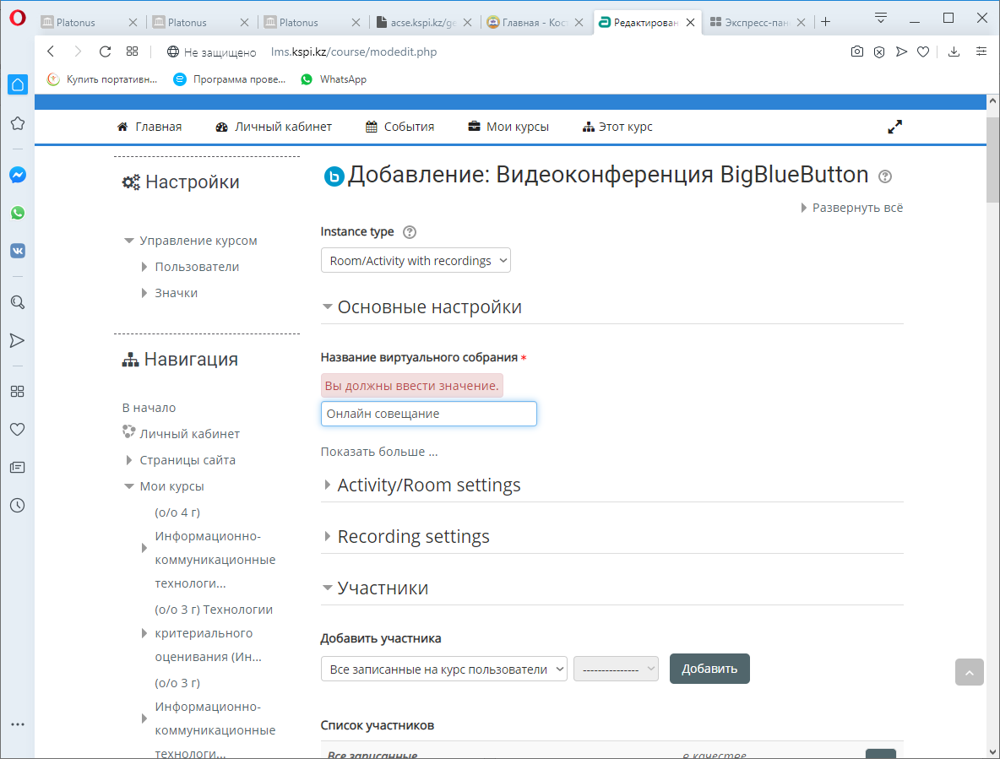 Platonus
Platonus
Platonus
acse.kspi.kz/ge
Главная - Кос
Редактирован
Экспресс-пан
Не защищено
lms.kspi.kz/course/modedit.php
Купить портативн...
Программа прове...
WhatsApp
Главная
Личный кабинет
События
Мои курсы
Этот курс
Настройки
Управление курсом
Пользователи
Значки
Навигация
В начало
Личный кабинет
Страницы сайта
Мои курсы
(о/о 4 г)
Информационно-
коммуникационные
технологи...
(о/о 3 г) Технологии
критериального
оценивания (Ин...
(о/о 3 г)
Информационно-
коммуникационные
технологи...
Добавление: Видеоконференция BigBlueButton
Развернуть всё
Instance type
Room/Activity with recordings
Основные настройки
Название виртуального собрания *
Вы должны ввести значение.
Онлайн совещание
Показать больше ...
Activity/Room settings
Recording settings
Участники
Добавить участника
Все записанные на курс пользователи
---------------
Добавить
Список участников
Все записанные
в качестве